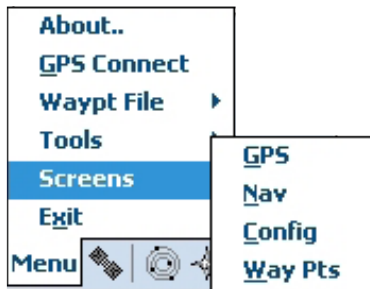 About..
GPS Connect
Waypt File
Tools
Screens
Exit
Menu
GPS
Nav
Config
Way Pts